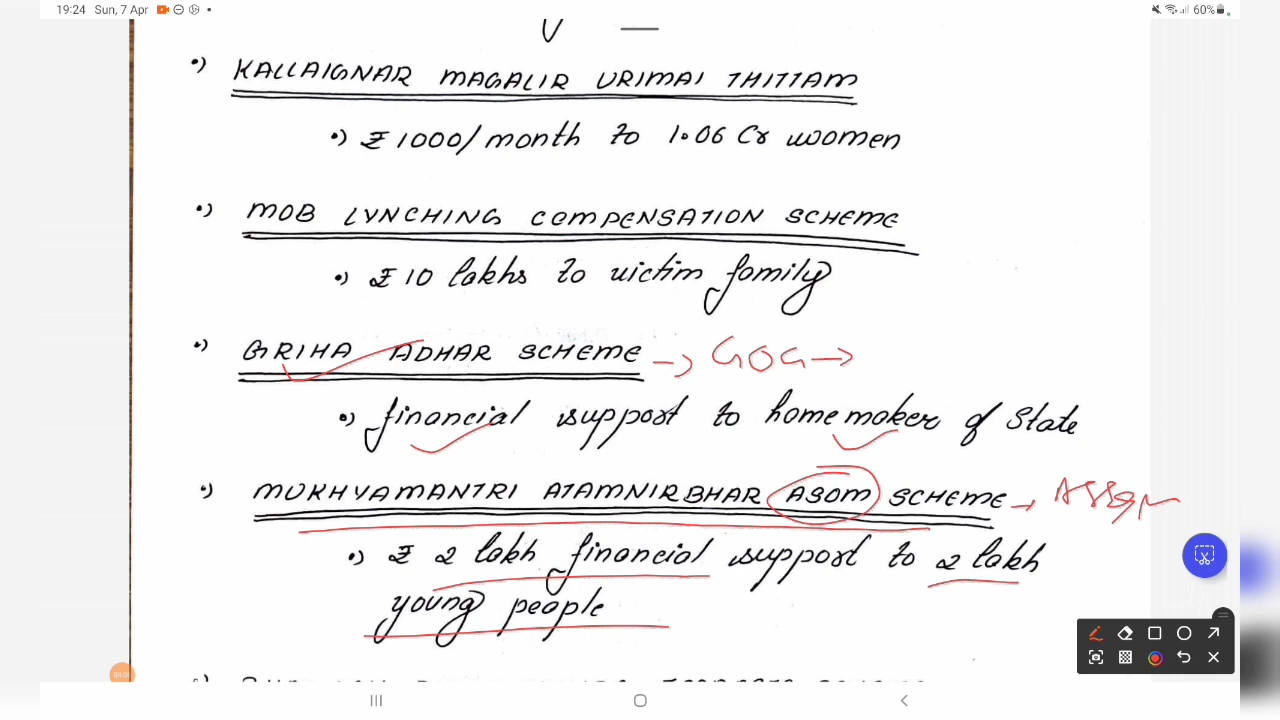 19:24 Sun, 7 Apr
60%
•) KALLAIGNAR MAGALIR URIMAI THITTAM
•) ₹ 1000/month to 1.06 Cr women
•) MOB LYNCHING COMPENSATION SCHEME
•) ₹ 10 lakhs to victim family
•) GRIHA ADHAR SCHEME → GOG →
•) financial support to homemaker of State
•) MUKHYAMANTRI ATAMNIRBHAR ASOM SCHEME → Assam
•) ₹ 2 lakh financial support to 2 lakh
young people